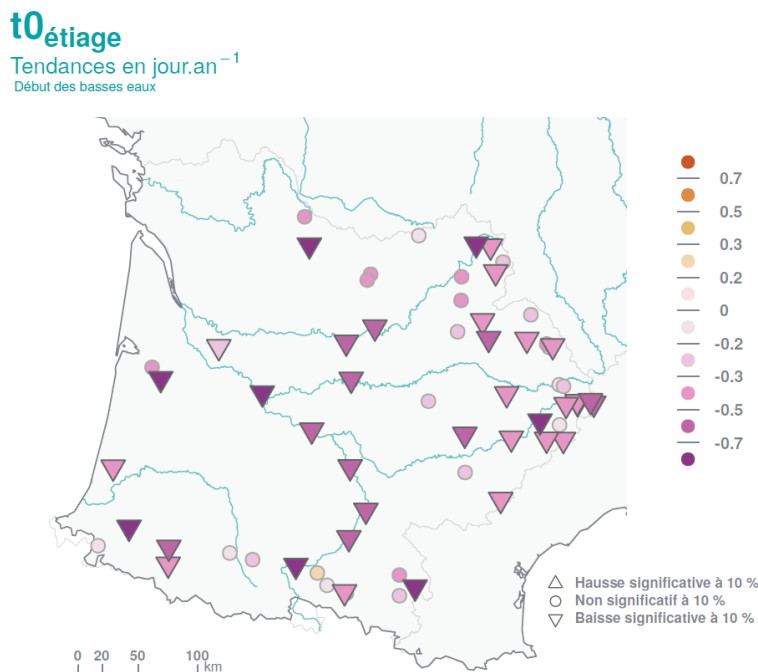 t0étiage
Tendances en jour.an⁻¹
Début des basses eaux
0.7
0.5
0.3
0.2
0
-0.2
-0.3
-0.5
-0.7
Hausse significative à 10 %
Non significatif à 10 %
Baisse significative à 10 %
0 20 50 100
km